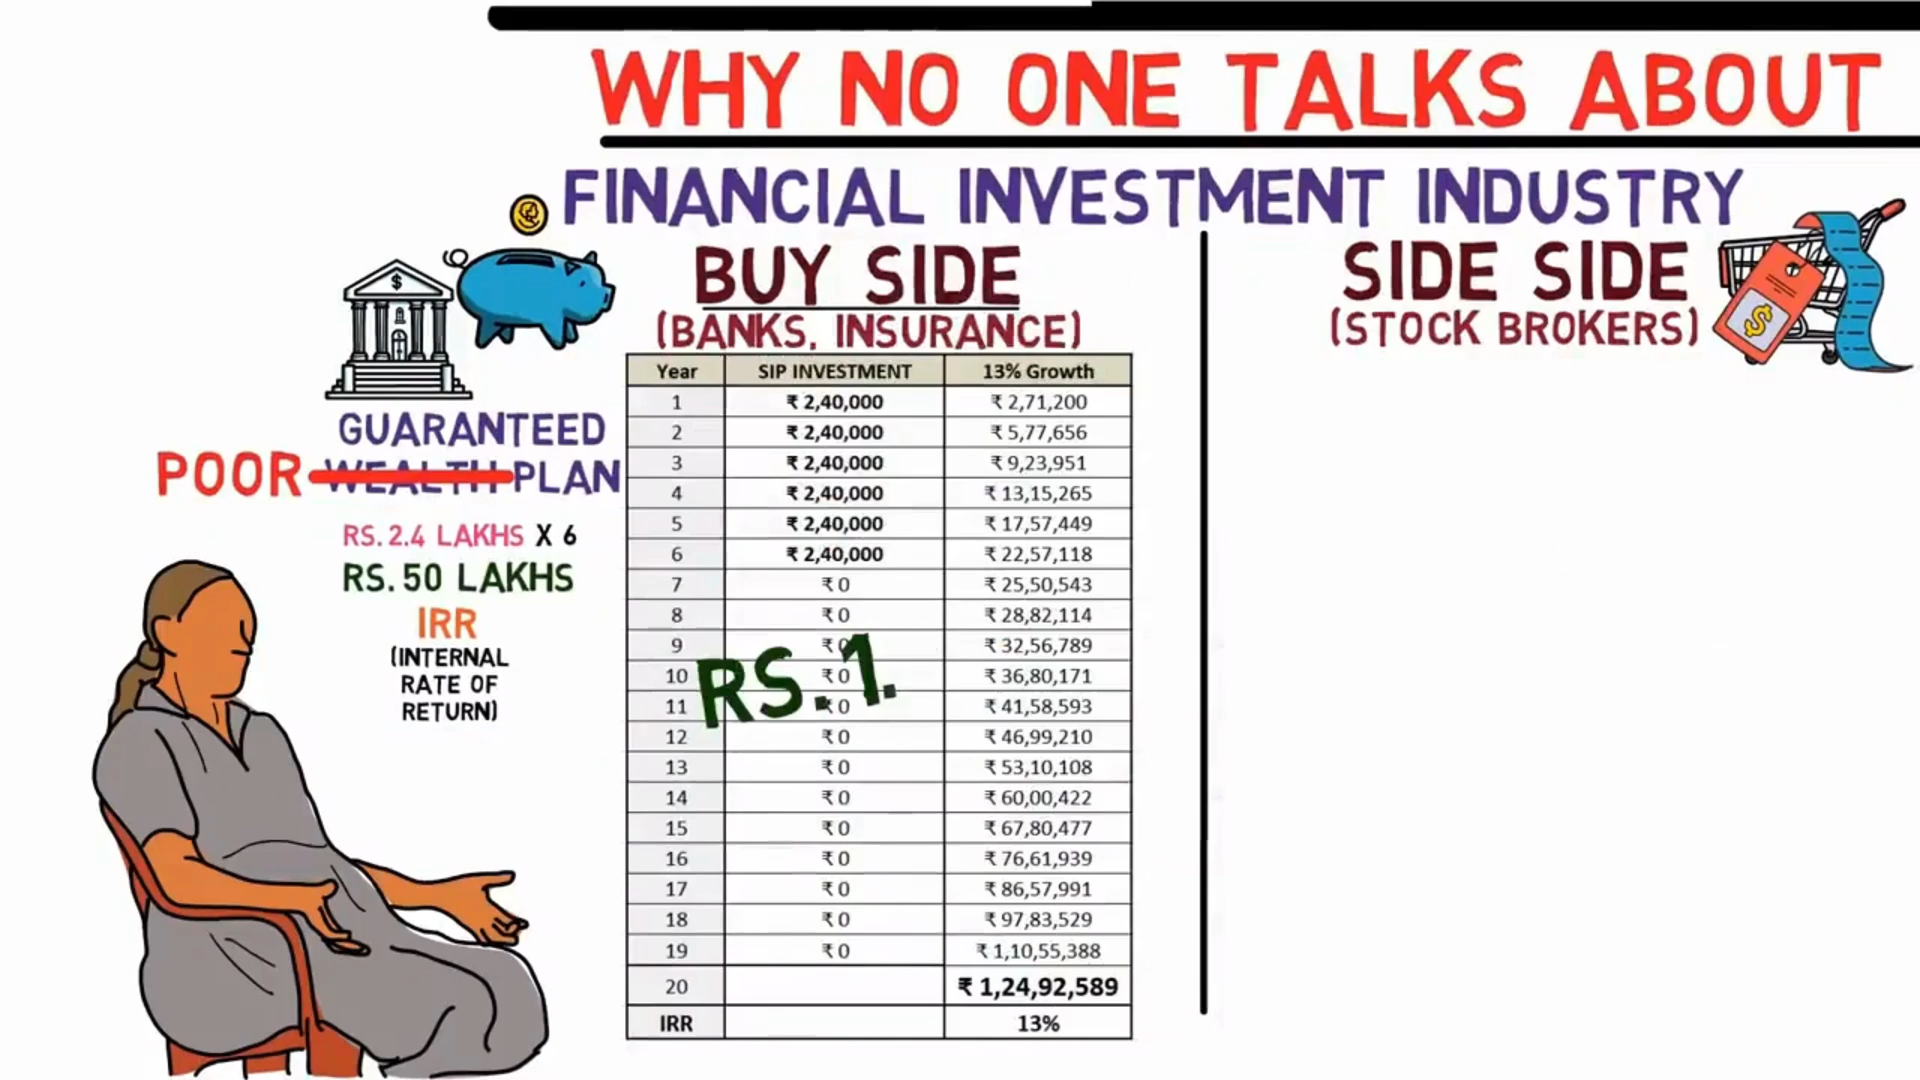 WHY NO ONE TALKS ABOUT
FINANCIAL INVESTMENT INDUSTRY
BUY SIDE
(BANKS, INSURANCE)
SIDE SIDE
(STOCK BROKERS)
GUARANTEED
POOR WEALTH PLAN
RS. 2.4 LAKHS X 6
RS. 50 LAKHS
IRR
(INTERNAL
RATE OF
RETURN)
Year SIP INVESTMENT 13% Growth
1 ₹ 2,40,000 ₹ 2,71,200
2 ₹ 2,40,000 ₹ 5,77,656
3 ₹ 2,40,000 ₹ 9,23,951
4 ₹ 2,40,000 ₹ 13,15,265
5 ₹ 2,40,000 ₹ 17,57,449
6 ₹ 2,40,000 ₹ 22,57,118
7 ₹ 0 ₹ 25,50,543
8 ₹ 0 ₹ 28,82,114
9 ₹ 0 ₹ 32,56,789
10 ₹ 0 ₹ 36,80,171
11 ₹ 0 ₹ 41,58,593
12 ₹ 0 ₹ 46,99,210
13 ₹ 0 ₹ 53,10,108
14 ₹ 0 ₹ 60,00,422
15 ₹ 0 ₹ 67,80,477
16 ₹ 0 ₹ 76,61,939
17 ₹ 0 ₹ 86,57,991
18 ₹ 0 ₹ 97,83,529
19 ₹ 0 ₹ 1,10,55,388
20 ₹ 1,24,92,589
IRR 13%
RS. 1.
$
$